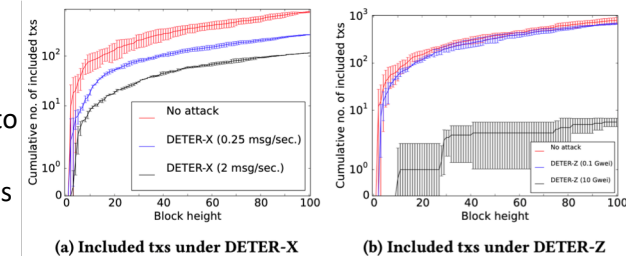 to
s
Cumulative no. of included txs
10²
10¹
10⁰
No attack
DETER-X (0.25 msg/sec.)
DETER-X (2 msg/sec.)
0 20 40 60 80 100
Block height
(a) Included txs under DETER-X
Cumulative no. of included txs
10³
10²
10¹
10⁰
No attack
DETER-Z (0.1 Gwei)
DETER-Z (10 Gwei)
0 20 40 60 80 100
Block height
(b) Included txs under DETER-Z